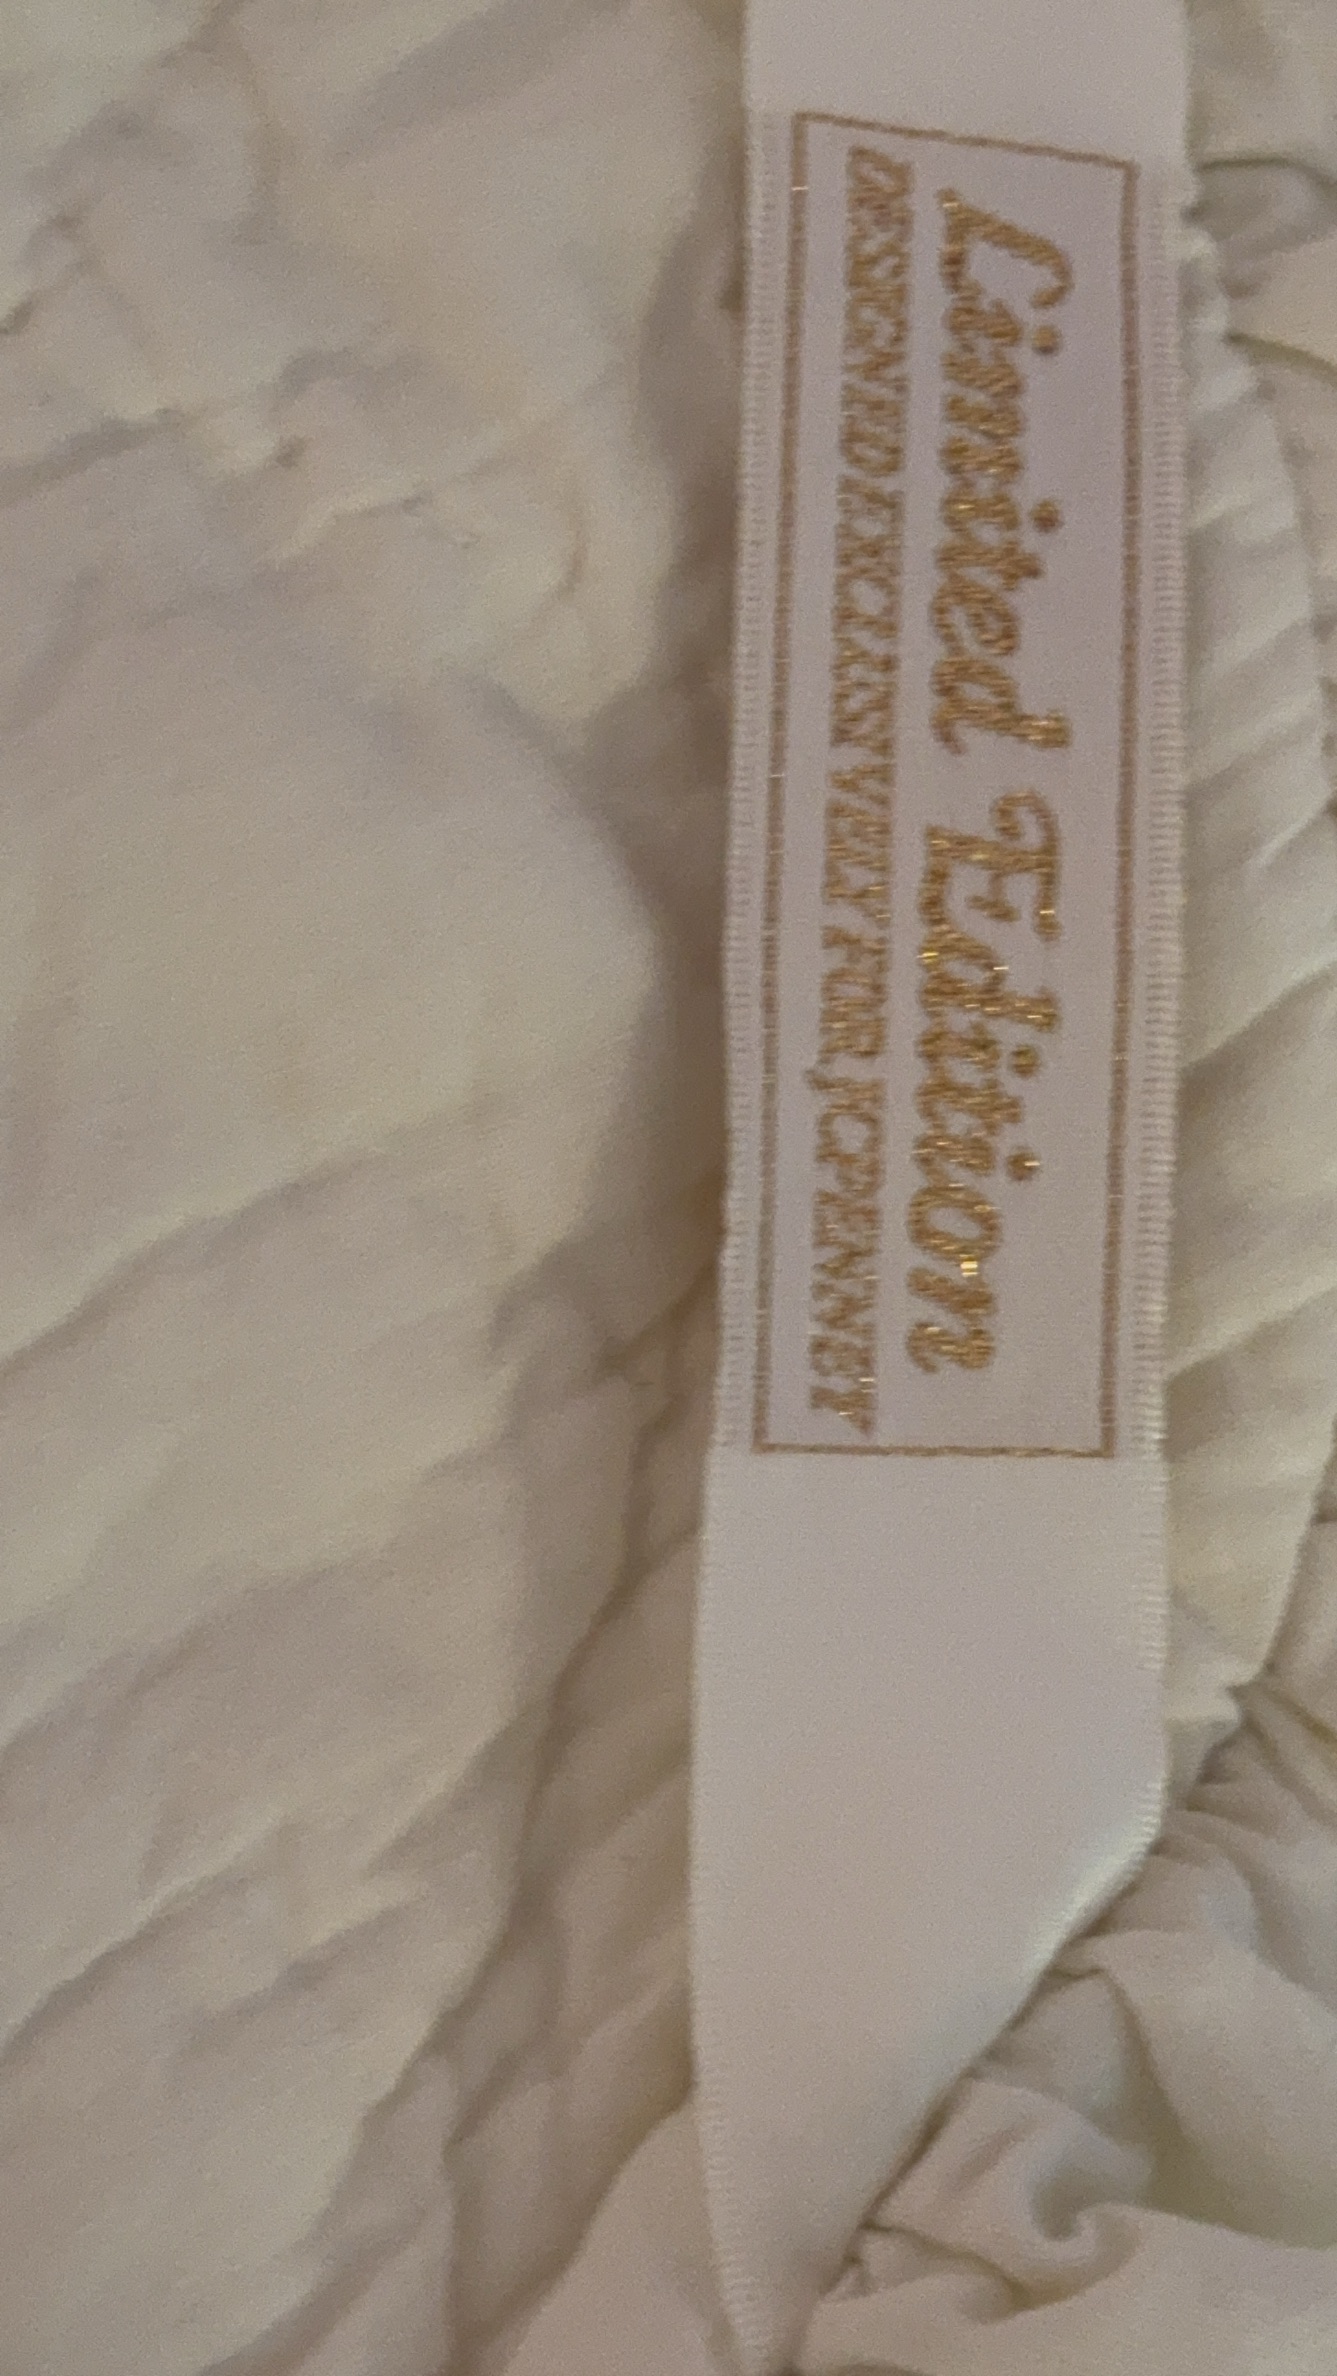 Limited Edition
DESIGNED EXCLUSIVELY FOR JCPENNEY